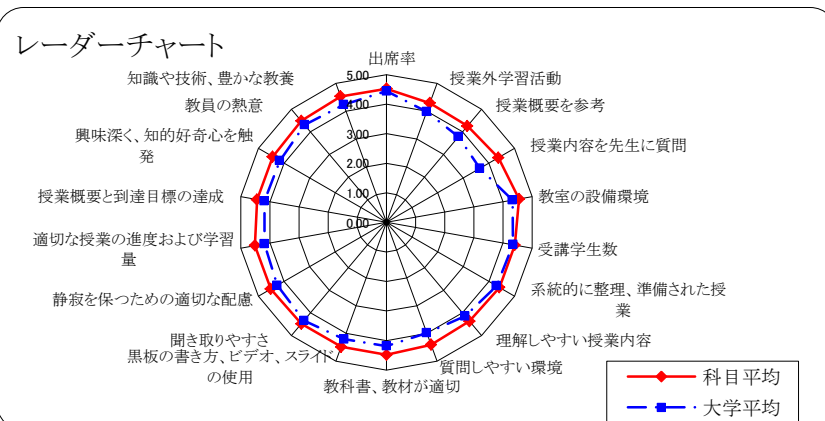 レーダーチャート
出席率
授業外学習活動
授業概要を参考
授業内容を先生に質問
教室の設備環境
受講学生数
系統的に整理、準備された授
業
理解しやすい授業内容
質問しやすい環境
教科書、教材が適切
黒板の書き方、ビデオ、スライド
の使用
聞き取りやすさ
静寂を保つための適切な配慮
適切な授業の進度および学習
量
授業概要と到達目標の達成
興味深く、知的好奇心を触
発
教員の熱意
知識や技術、豊かな教養
5.00
4.00
3.00
2.00
1.00
0.00
科目平均
大学平均